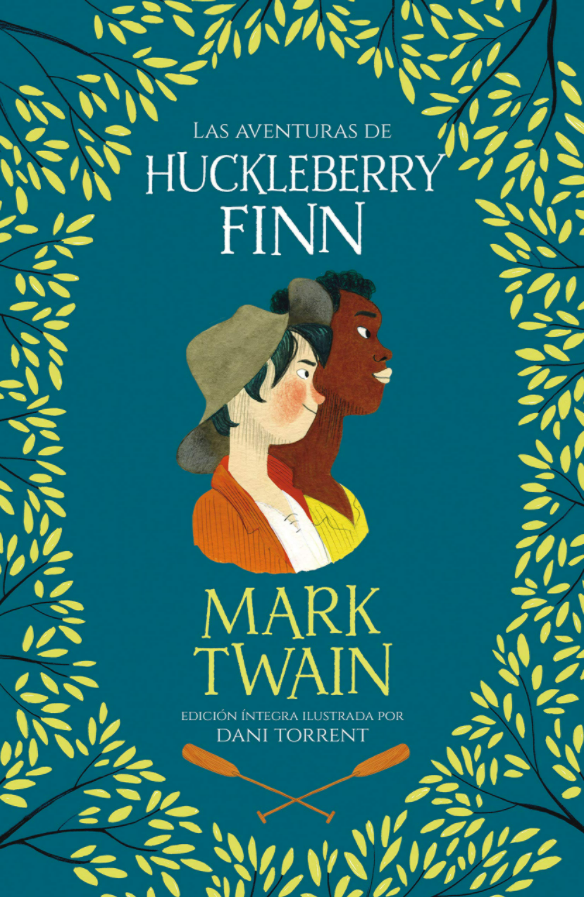 LAS AVENTURAS DE
HUCKLEBERRY
FINN
MARK
TWAIN
EDICIÓN ÍNTEGRA ILUSTRADA POR
DANI TORRENT